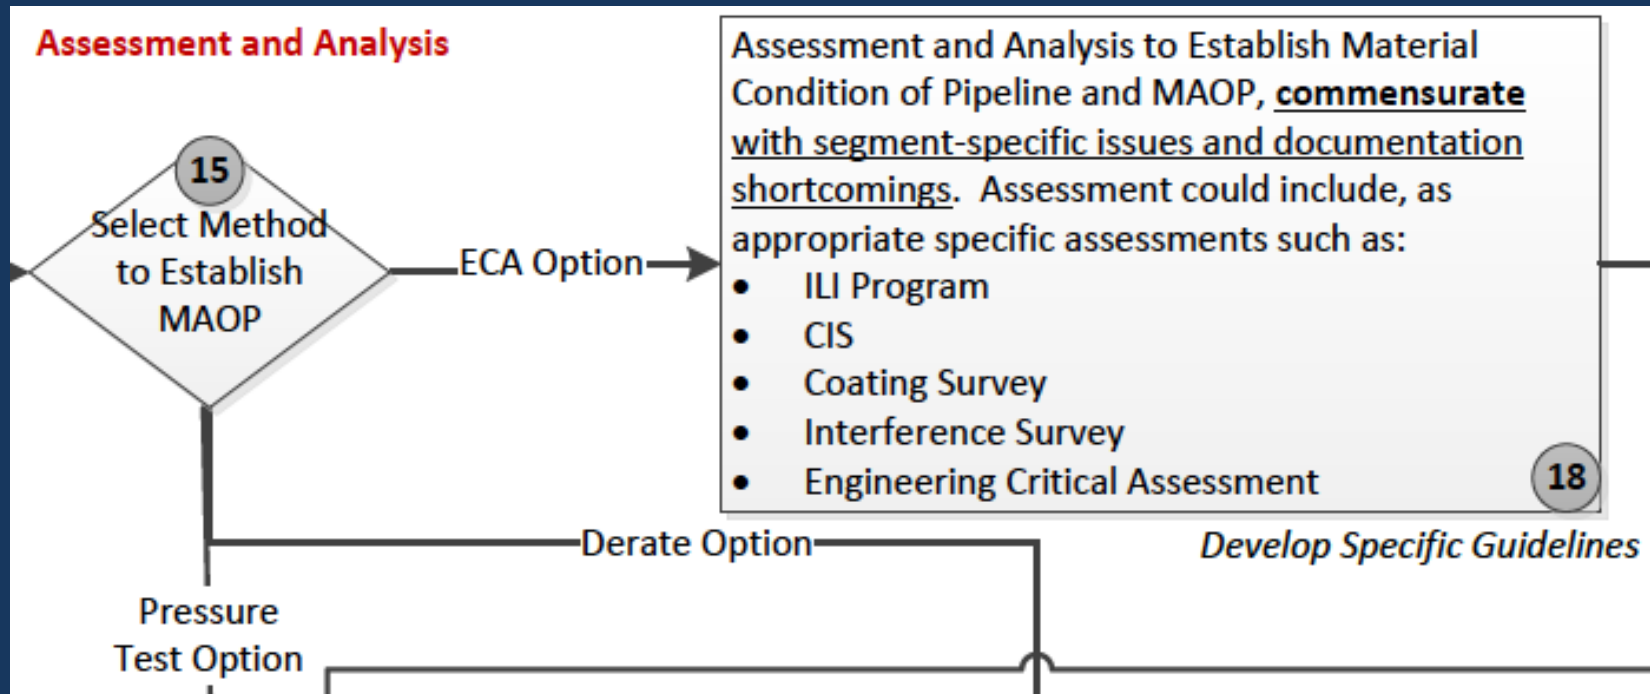 Assessment and Analysis
15
Select Method
to Establish
MAOP
ECA Option
Assessment and Analysis to Establish Material
Condition of Pipeline and MAOP, commensurate
with segment-specific issues and documentation
shortcomings.  Assessment could include, as
appropriate specific assessments such as:
• ILI Program
• CIS
• Coating Survey
• Interference Survey
• Engineering Critical Assessment
18
Derate Option
Develop Specific Guidelines
Pressure
Test Option